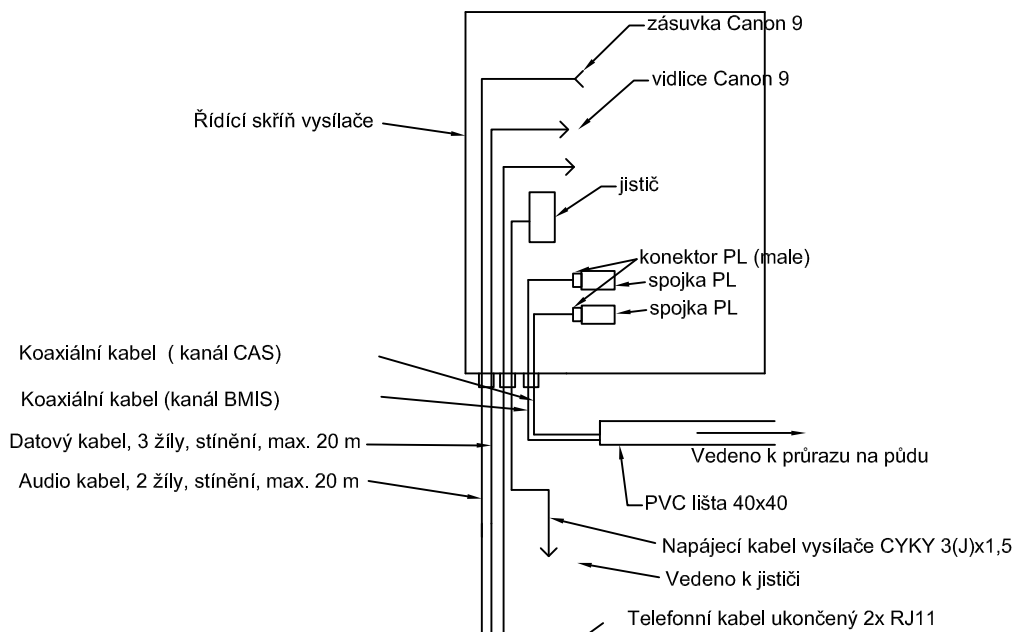 zásuvka Canon 9
vidlice Canon 9
Řídící skříň vysílače
jistič
konektor PL (male)
spojka PL
spojka PL
Koaxiální kabel ( kanál CAS)
Koaxiální kabel (kanál BMIS)
Datový kabel, 3 žíly, stínění, max. 20 m
Vedeno k průrazu na půdu
Audio kabel, 2 žíly, stínění, max. 20 m
PVC lišta 40x40
Napájecí kabel vysílače CYKY 3(J)x1,5
Vedeno k jističi
Telefonní kabel ukončený 2x RJ11